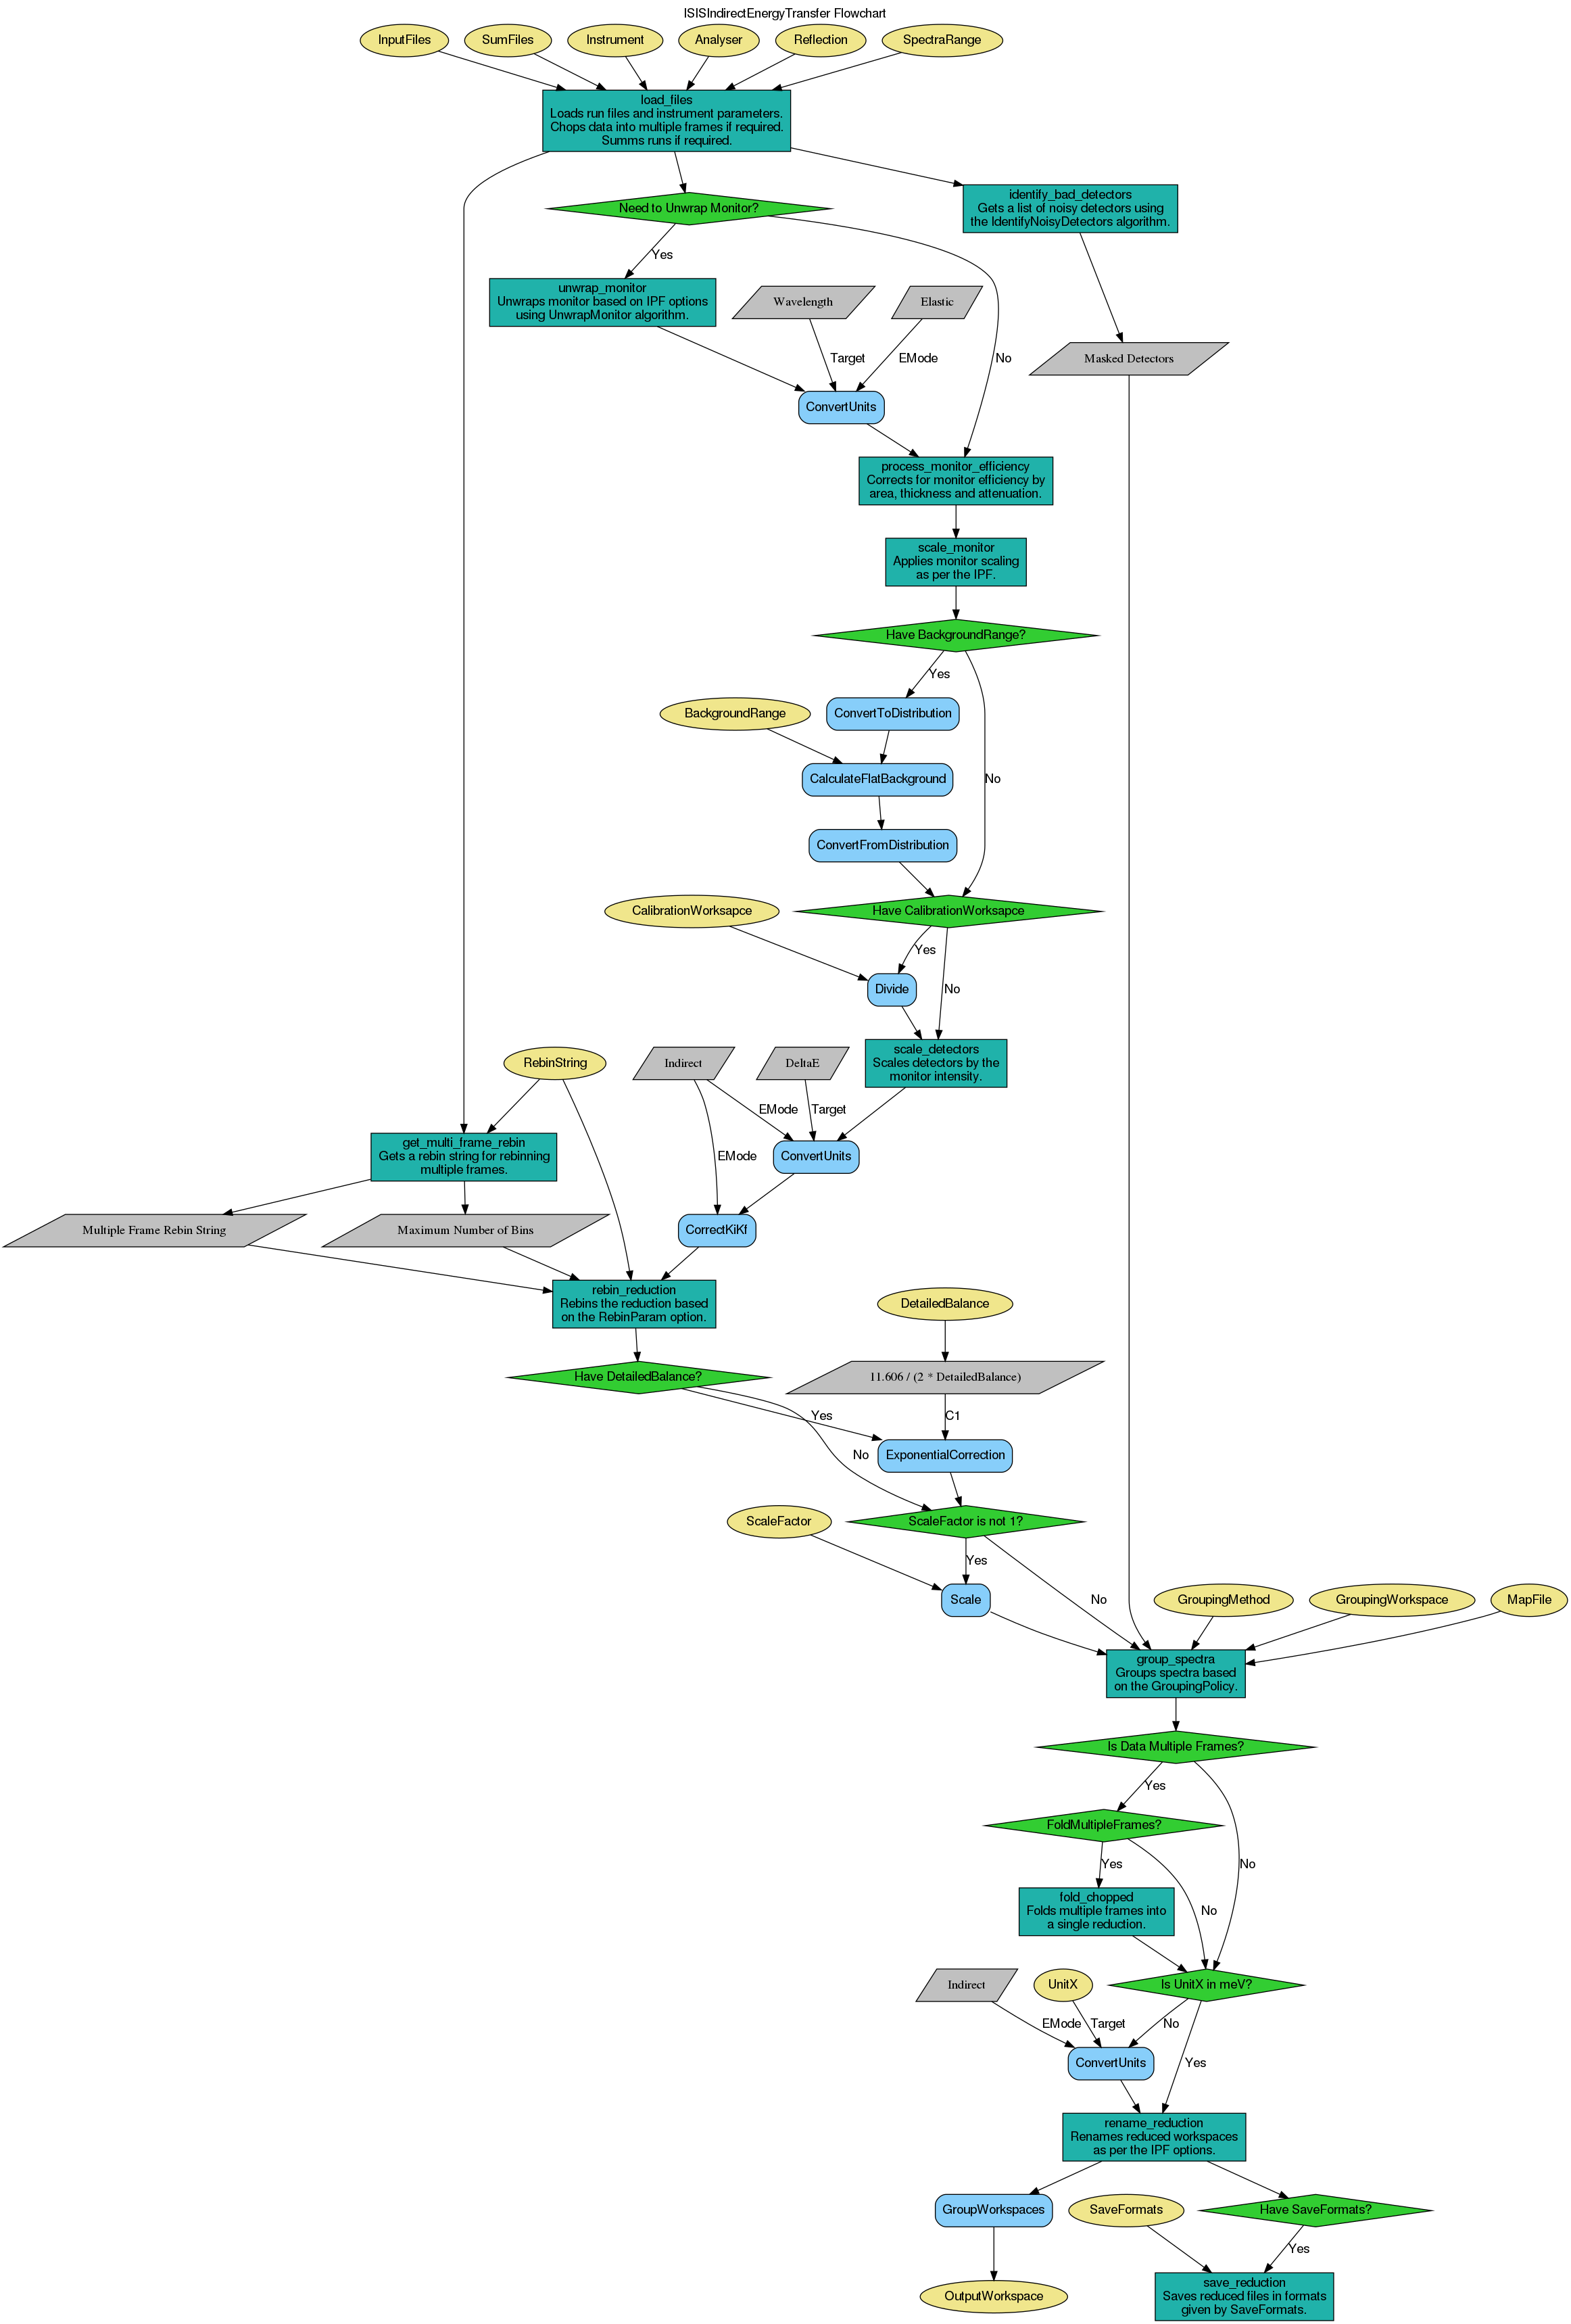 ISISIndirectEnergyTransfer Flowchart
InputFiles
SumFiles
Instrument
Analyser
Reflection
SpectraRange
load_files
Loads run files and instrument parameters.
Chops data into multiple frames if required.
Summs runs if required.
Need to Unwrap Monitor?
identify_bad_detectors
Gets a list of noisy detectors using
the IdentifyNoisyDetectors algorithm.
Yes
unwrap_monitor
Unwraps monitor based on IPF options
using UnwrapMonitor algorithm.
Wavelength
Elastic
Target
EMode
No
Masked Detectors
ConvertUnits
process_monitor_efficiency
Corrects for monitor efficiency by
area, thickness and attenuation.
scale_monitor
Applies monitor scaling
as per the IPF.
Have BackgroundRange?
Yes
BackgroundRange
ConvertToDistribution
CalculateFlatBackground
No
ConvertFromDistribution
CalibrationWorksapce
Have CalibrationWorksapce
Yes
Divide
No
scale_detectors
Scales detectors by the
monitor intensity.
RebinString
Indirect
DeltaE
EMode
Target
get_multi_frame_rebin
Gets a rebin string for rebinning
multiple frames.
EMode
ConvertUnits
Multiple Frame Rebin String
Maximum Number of Bins
CorrectKiKf
rebin_reduction
Rebins the reduction based
on the RebinParam option.
DetailedBalance
Have DetailedBalance?
11.606 / (2 * DetailedBalance)
Yes
C1
No
ExponentialCorrection
ScaleFactor
ScaleFactor is not 1?
Yes
Scale
No
GroupingMethod
GroupingWorkspace
MapFile
group_spectra
Groups spectra based
on the GroupingPolicy.
Is Data Multiple Frames?
Yes
FoldMultipleFrames?
Yes
No
fold_chopped
Folds multiple frames into
a single reduction.
No
Indirect
UnitX
Is UnitX in meV?
EMode
Target
No
ConvertUnits
Yes
rename_reduction
Renames reduced workspaces
as per the IPF options.
GroupWorkspaces
SaveFormats
Have SaveFormats?
Yes
OutputWorkspace
save_reduction
Saves reduced files in formats
given by SaveFormats.